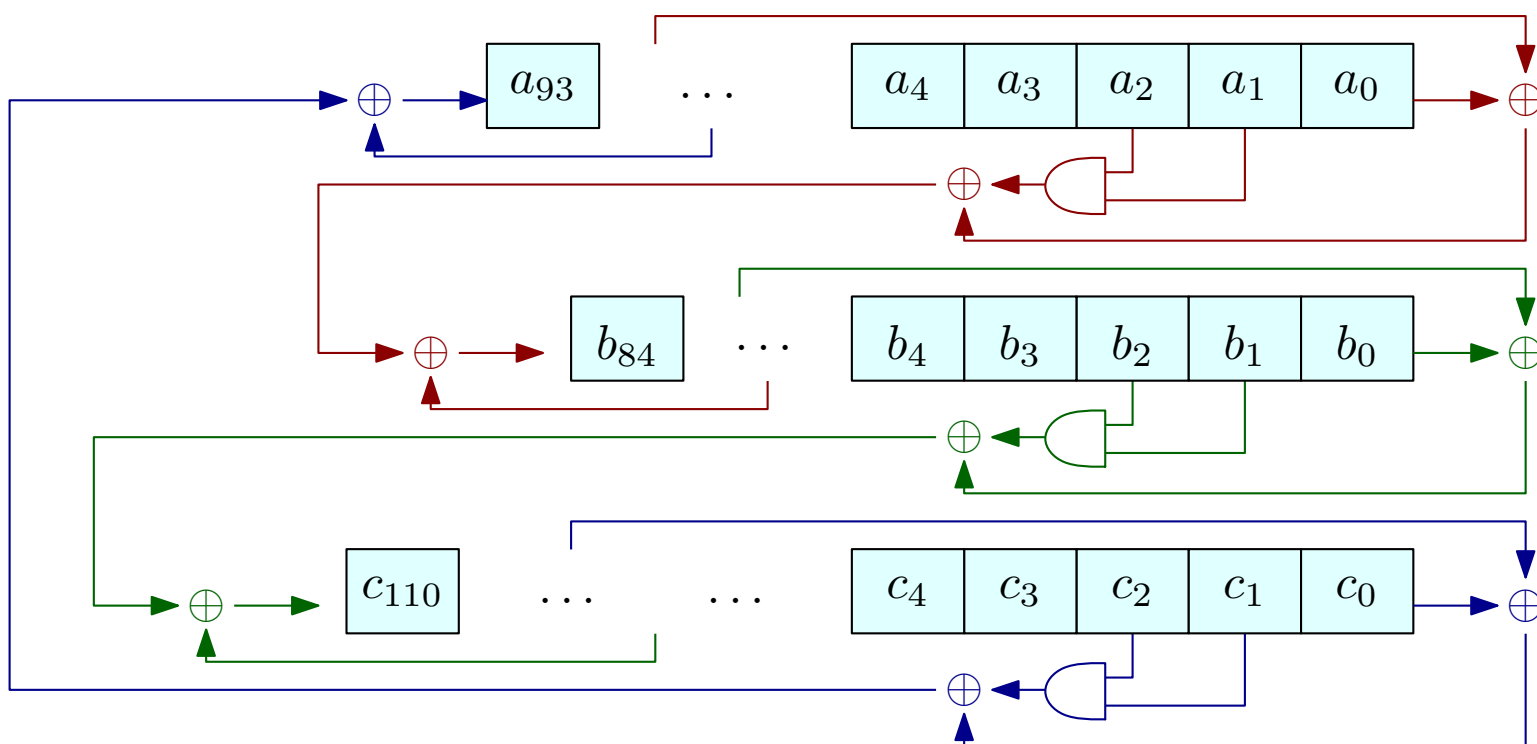 a₉₃ ... a₄ a₃ a₂ a₁ a₀
b₈₄ ... b₄ b₃ b₂ b₁ b₀
c₁₁₀ ... ... c₄ c₃ c₂ c₁ c₀